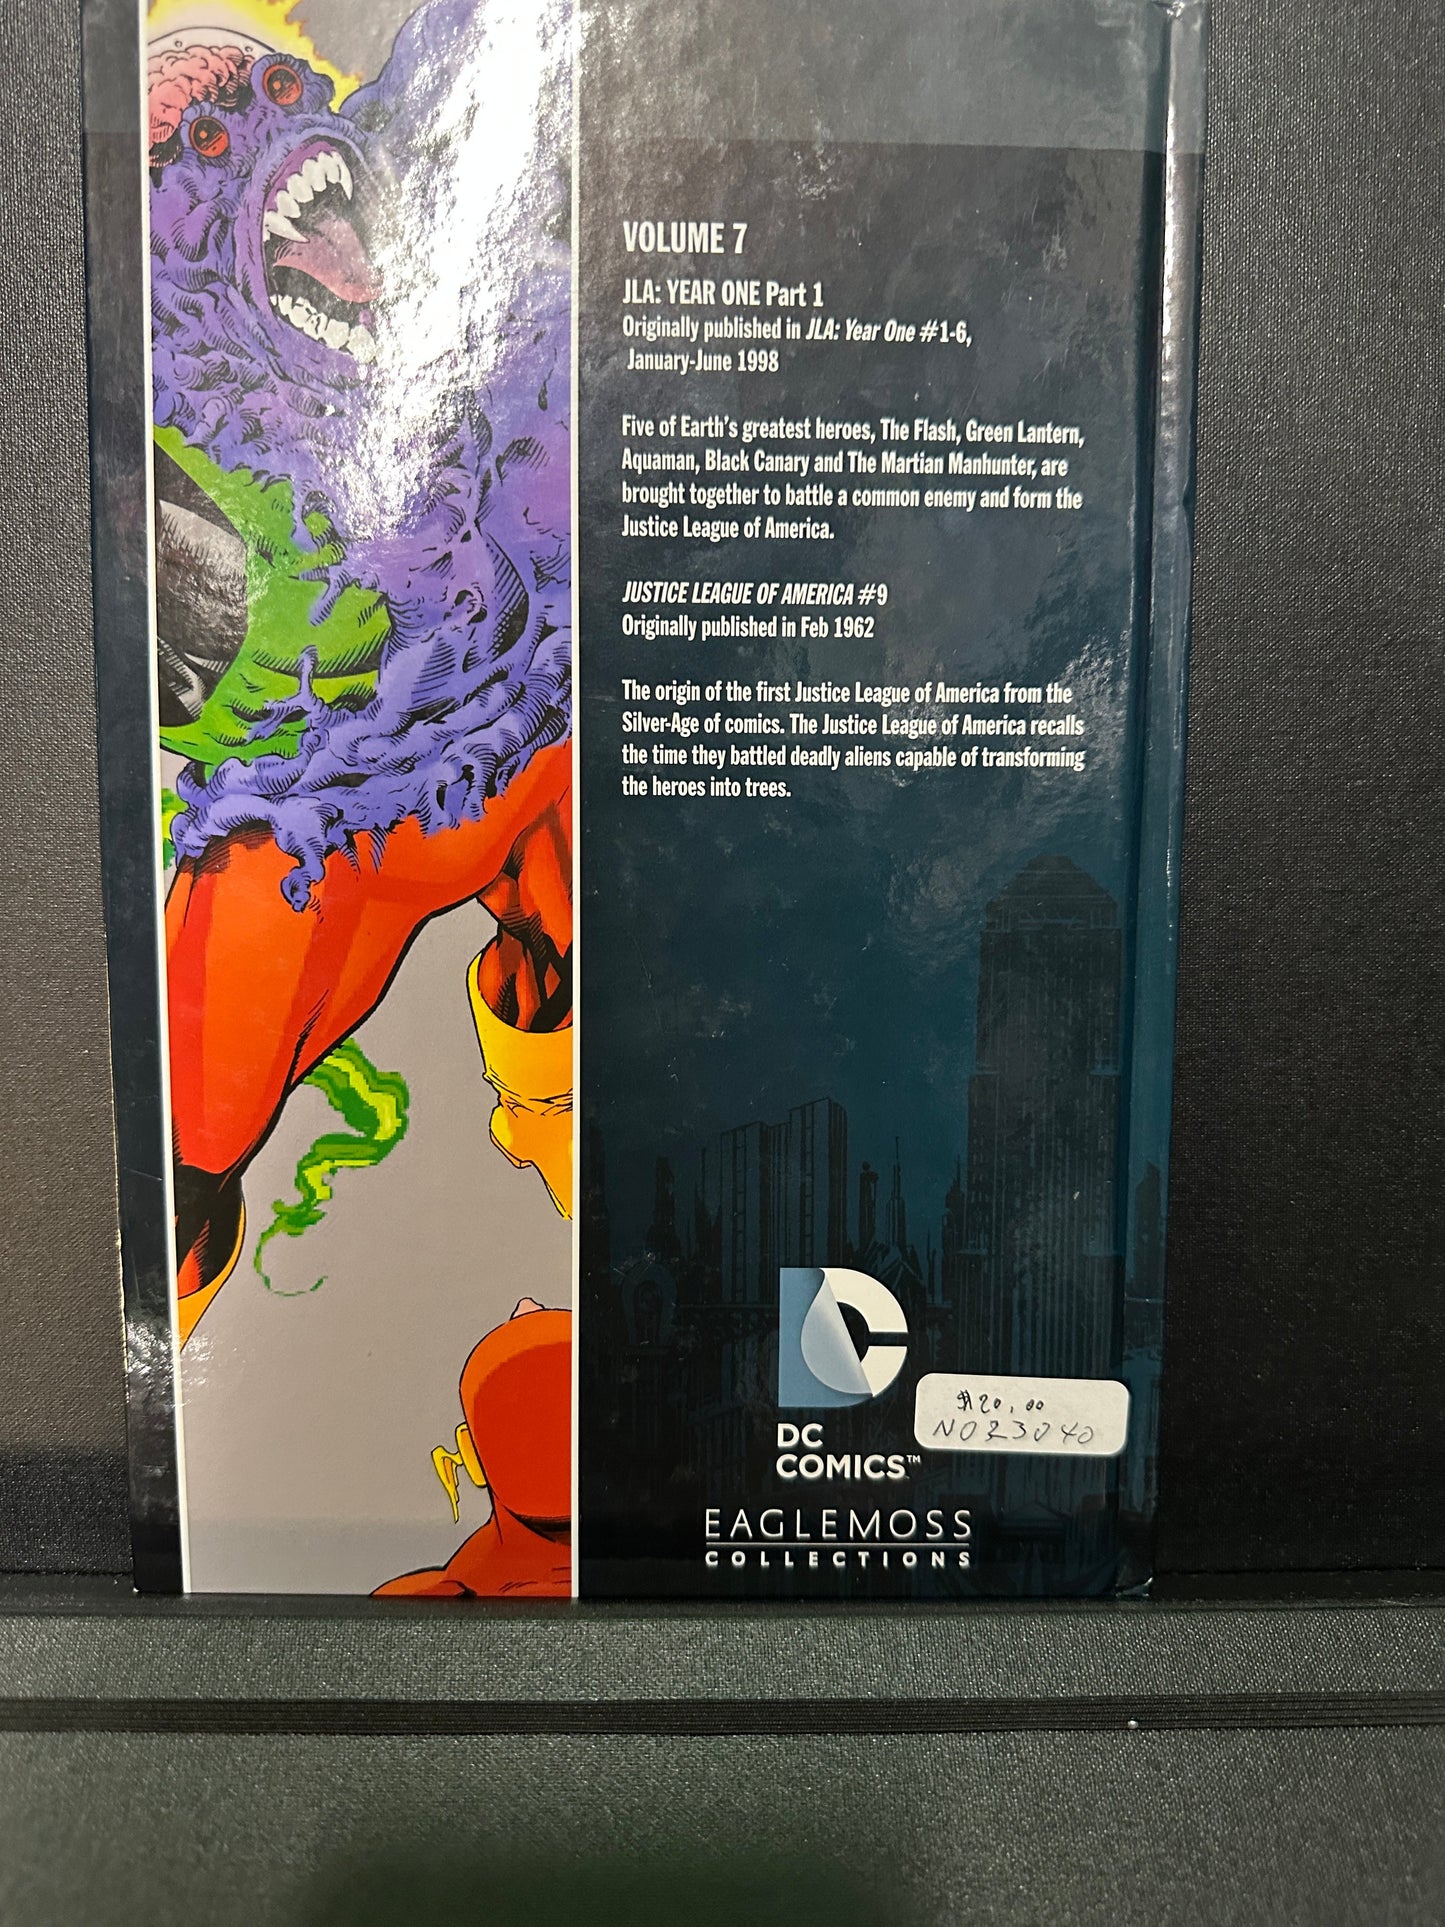 VOLUME 7
JLA: YEAR ONE Part 1
Originally published in JLA: Year One #1-6,
January-June 1998
Five of Earth's greatest heroes, The Flash, Green Lantern,
Aquaman, Black Canary and The Martian Manhunter, are
brought together to battle a common enemy and form the
Justice League of America.
JUSTICE LEAGUE OF AMERICA #9
Originally published in Feb 1962
The origin of the first Justice League of America from the
Silver-Age of comics. The Justice League of America recalls
the time they battled deadly aliens capable of transforming
the heroes into trees.
DC
COMICS™
$20.00
NO23040
EAGLEMOSS
COLLECTIONS